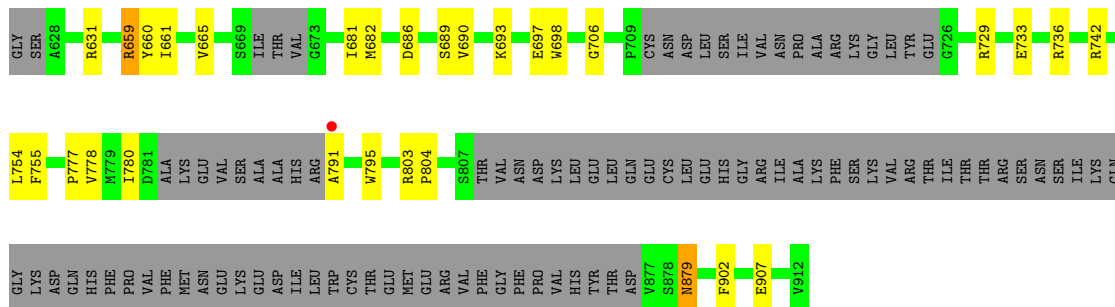 GLY SER A628 R631 R659 Y660 I661 V665 S669 ILE THR VAL G673 I681 M682 D686 S689 V690 K693 E697 W698 G706 P709 CYS ASN ASP LEU SER ILE VAL ASN PRO ALA ARG LYS GLY LEU TYR GLU G726 R729 E733 R736 R742
L754 F755 P777 V778 M779 I780 D781 ALA LYS GLU VAL SER ALA ALA HIS ARG A791 W795 R803 P804 S807 THR VAL ASN ASP LYS LEU GLU LEU GLN GLU CYS LEU GLU HIS GLY ARG ILE ALA LYS PHE SER LYS VAL ARG THR ILE THR THR ARG SER ASN SER ILE LYS GLN
GLY LYS ASP GLN HIS PHE PRO VAL PHE MET ASN GLU LYS GLU ASP ILE LEU TRP CYS THR GLU MET GLU ARG VAL PHE GLY PHE PRO VAL HIS TYR THR ASP V877 S878 N879 F902 E907 V912